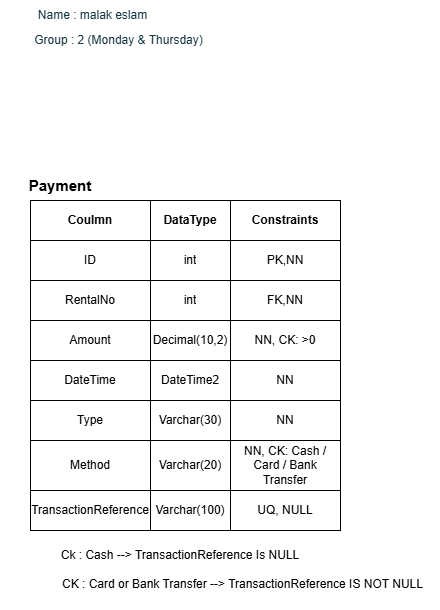 Name : malak eslam
Group : 2 (Monday & Thursday)
Payment
Coulmn DataType Constraints
ID int PK,NN
RentalNo int FK,NN
Amount Decimal(10,2) NN, CK: >0
DateTime DateTime2 NN
Type Varchar(30) NN
Method Varchar(20) NN, CK: Cash /
Card / Bank
Transfer
TransactionReference Varchar(100) UQ, NULL
Ck : Cash --> TransactionReference Is NULL
CK : Card or Bank Transfer --> TransactionReference IS NOT NULL